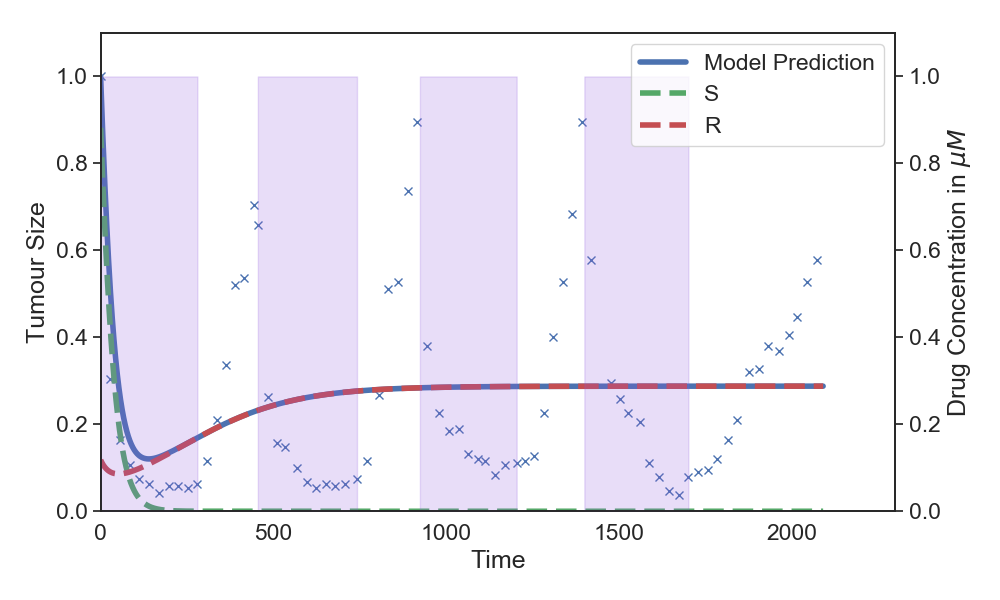 Model Prediction
S
R
1.0
0.8
0.6
0.4
0.2
0.0
Tumour Size
1.0
0.8
0.6
0.4
0.2
0.0
Drug Concentration in μM
0
500
1000
1500
2000
Time